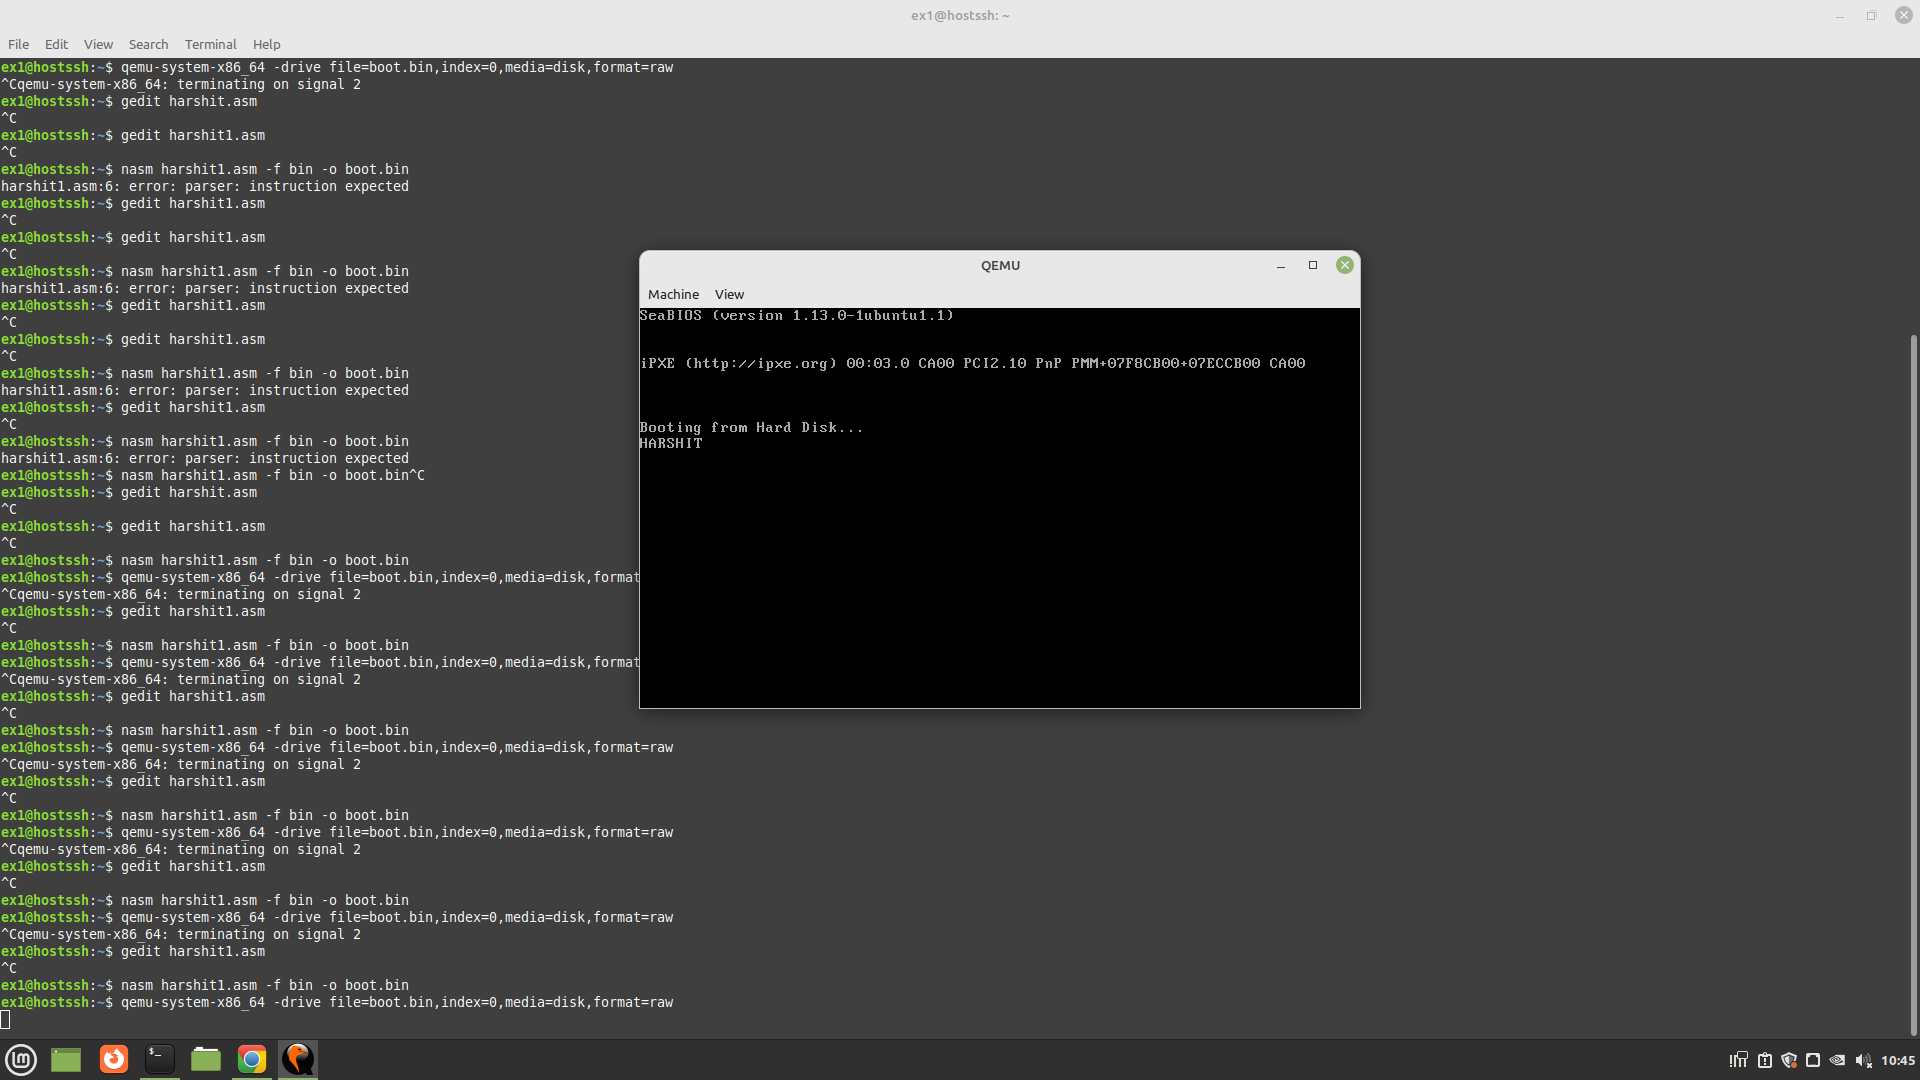 ex1@hostssh: ~
File Edit View Search Terminal Help
ex1@hostssh:~$ qemu-system-x86_64 -drive file=boot.bin,index=0,media=disk,format=raw
^Cqemu-system-x86_64: terminating on signal 2
ex1@hostssh:~$ gedit harshit.asm
^C
ex1@hostssh:~$ gedit harshit1.asm
^C
ex1@hostssh:~$ nasm harshit1.asm -f bin -o boot.bin
harshit1.asm:6: error: parser: instruction expected
ex1@hostssh:~$ gedit harshit1.asm
^C
ex1@hostssh:~$ gedit harshit1.asm
^C
ex1@hostssh:~$ nasm harshit1.asm -f bin -o boot.bin
harshit1.asm:6: error: parser: instruction expected
ex1@hostssh:~$ gedit harshit1.asm
^C
ex1@hostssh:~$ gedit harshit1.asm
^C
ex1@hostssh:~$ nasm harshit1.asm -f bin -o boot.bin
harshit1.asm:6: error: parser: instruction expected
ex1@hostssh:~$ gedit harshit1.asm
^C
ex1@hostssh:~$ nasm harshit1.asm -f bin -o boot.bin
harshit1.asm:6: error: parser: instruction expected
ex1@hostssh:~$ nasm harshit1.asm -f bin -o boot.bin^C
ex1@hostssh:~$ gedit harshit.asm
^C
ex1@hostssh:~$ gedit harshit1.asm
^C
ex1@hostssh:~$ nasm harshit1.asm -f bin -o boot.bin
ex1@hostssh:~$ qemu-system-x86_64 -drive file=boot.bin,index=0,media=disk,format
^Cqemu-system-x86_64: terminating on signal 2
ex1@hostssh:~$ gedit harshit1.asm
^C
ex1@hostssh:~$ nasm harshit1.asm -f bin -o boot.bin
ex1@hostssh:~$ qemu-system-x86_64 -drive file=boot.bin,index=0,media=disk,format
^Cqemu-system-x86_64: terminating on signal 2
ex1@hostssh:~$ gedit harshit1.asm
^C
ex1@hostssh:~$ nasm harshit1.asm -f bin -o boot.bin
ex1@hostssh:~$ qemu-system-x86_64 -drive file=boot.bin,index=0,media=disk,format=raw
^Cqemu-system-x86_64: terminating on signal 2
ex1@hostssh:~$ gedit harshit1.asm
^C
ex1@hostssh:~$ nasm harshit1.asm -f bin -o boot.bin
ex1@hostssh:~$ qemu-system-x86_64 -drive file=boot.bin,index=0,media=disk,format=raw
^Cqemu-system-x86_64: terminating on signal 2
ex1@hostssh:~$ gedit harshit1.asm
^C
ex1@hostssh:~$ nasm harshit1.asm -f bin -o boot.bin
ex1@hostssh:~$ qemu-system-x86_64 -drive file=boot.bin,index=0,media=disk,format=raw
^Cqemu-system-x86_64: terminating on signal 2
ex1@hostssh:~$ gedit harshit1.asm
^C
ex1@hostssh:~$ nasm harshit1.asm -f bin -o boot.bin
ex1@hostssh:~$ qemu-system-x86_64 -drive file=boot.bin,index=0,media=disk,format=raw
QEMU
Machine View
SeaBIOS (version 1.13.0-1ubuntu1.1)
iPXE (http://ipxe.org) 00:03.0 CA00 PCI2.10 PnP PMM+07F8CB00+07ECCB00 CA00
Booting from Hard Disk...
HARSHIT
10:45